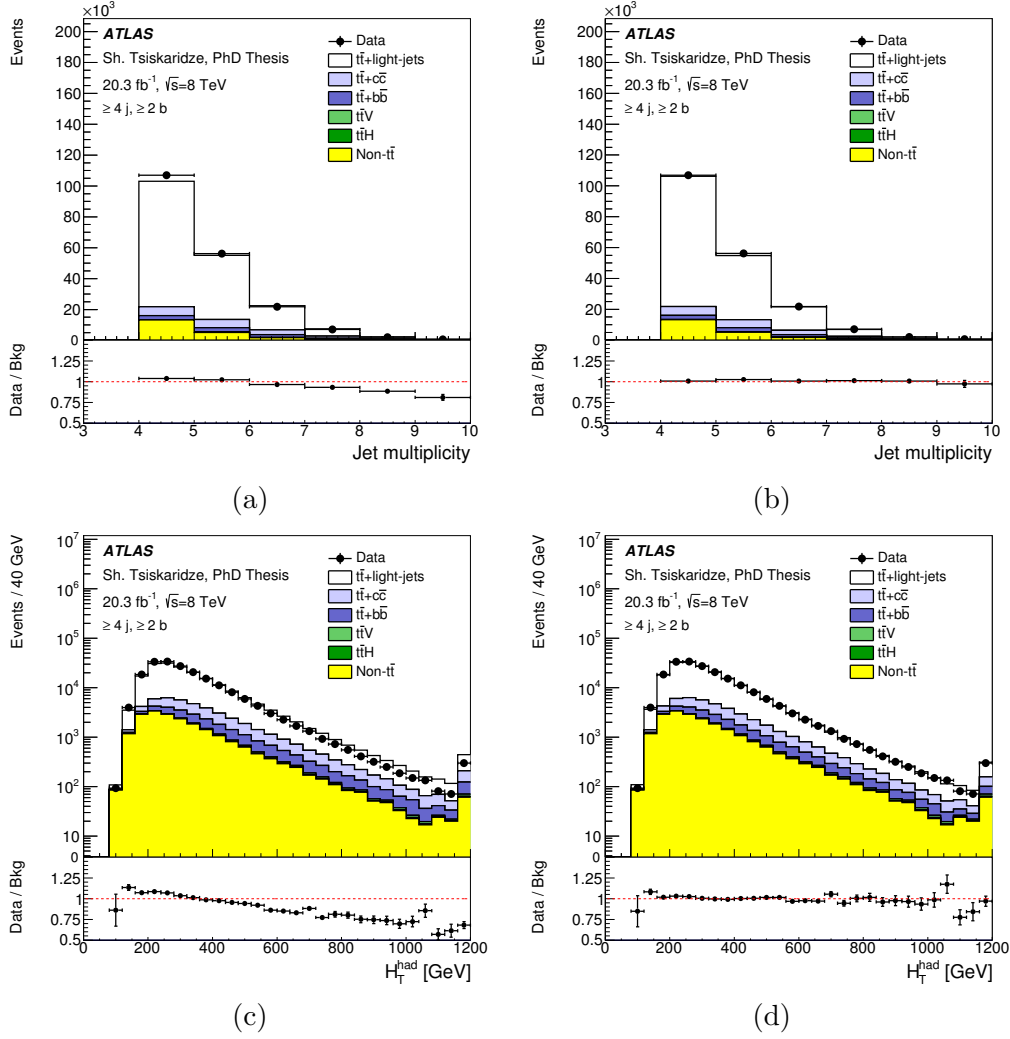 ×10³
Events
200
180
160
140
120
100
80
60
40
20
0
ATLAS
Sh. Tsiskaridze, PhD Thesis
20.3 fb⁻¹, √s=8 TeV
≥ 4 j, ≥ 2 b
Data
tt̄+light-jets
tt̄+cc̄
tt̄+bb̄
tt̄V
tt̄H
Non-tt̄
Data / Bkg
1.25
1
0.75
0.5
3 4 5 6 7 8 9 10
Jet multiplicity
(a)
×10³
Events
200
180
160
140
120
100
80
60
40
20
0
ATLAS
Sh. Tsiskaridze, PhD Thesis
20.3 fb⁻¹, √s=8 TeV
≥ 4 j, ≥ 2 b
Data
tt̄+light-jets
tt̄+cc̄
tt̄+bb̄
tt̄V
tt̄H
Non-tt̄
Data / Bkg
1.25
1
0.75
0.5
3 4 5 6 7 8 9 10
Jet multiplicity
(b)
Events / 40 GeV
10⁷
10⁶
10⁵
10⁴
10³
10²
10
0
ATLAS
Sh. Tsiskaridze, PhD Thesis
20.3 fb⁻¹, √s=8 TeV
≥ 4 j, ≥ 2 b
Data
tt̄+light-jets
tt̄+cc̄
tt̄+bb̄
tt̄V
tt̄H
Non-tt̄
Data / Bkg
1.25
1
0.75
0.5
0 200 400 600 800 1000 1200
H_T^had [GeV]
(c)
Events / 40 GeV
10⁷
10⁶
10⁵
10⁴
10³
10²
10
0
ATLAS
Sh. Tsiskaridze, PhD Thesis
20.3 fb⁻¹, √s=8 TeV
≥ 4 j, ≥ 2 b
Data
tt̄+light-jets
tt̄+cc̄
tt̄+bb̄
tt̄V
tt̄H
Non-tt̄
Data / Bkg
1.25
1
0.75
0.5
0 200 400 600 800 1000 1200
H_T^had [GeV]
(d)